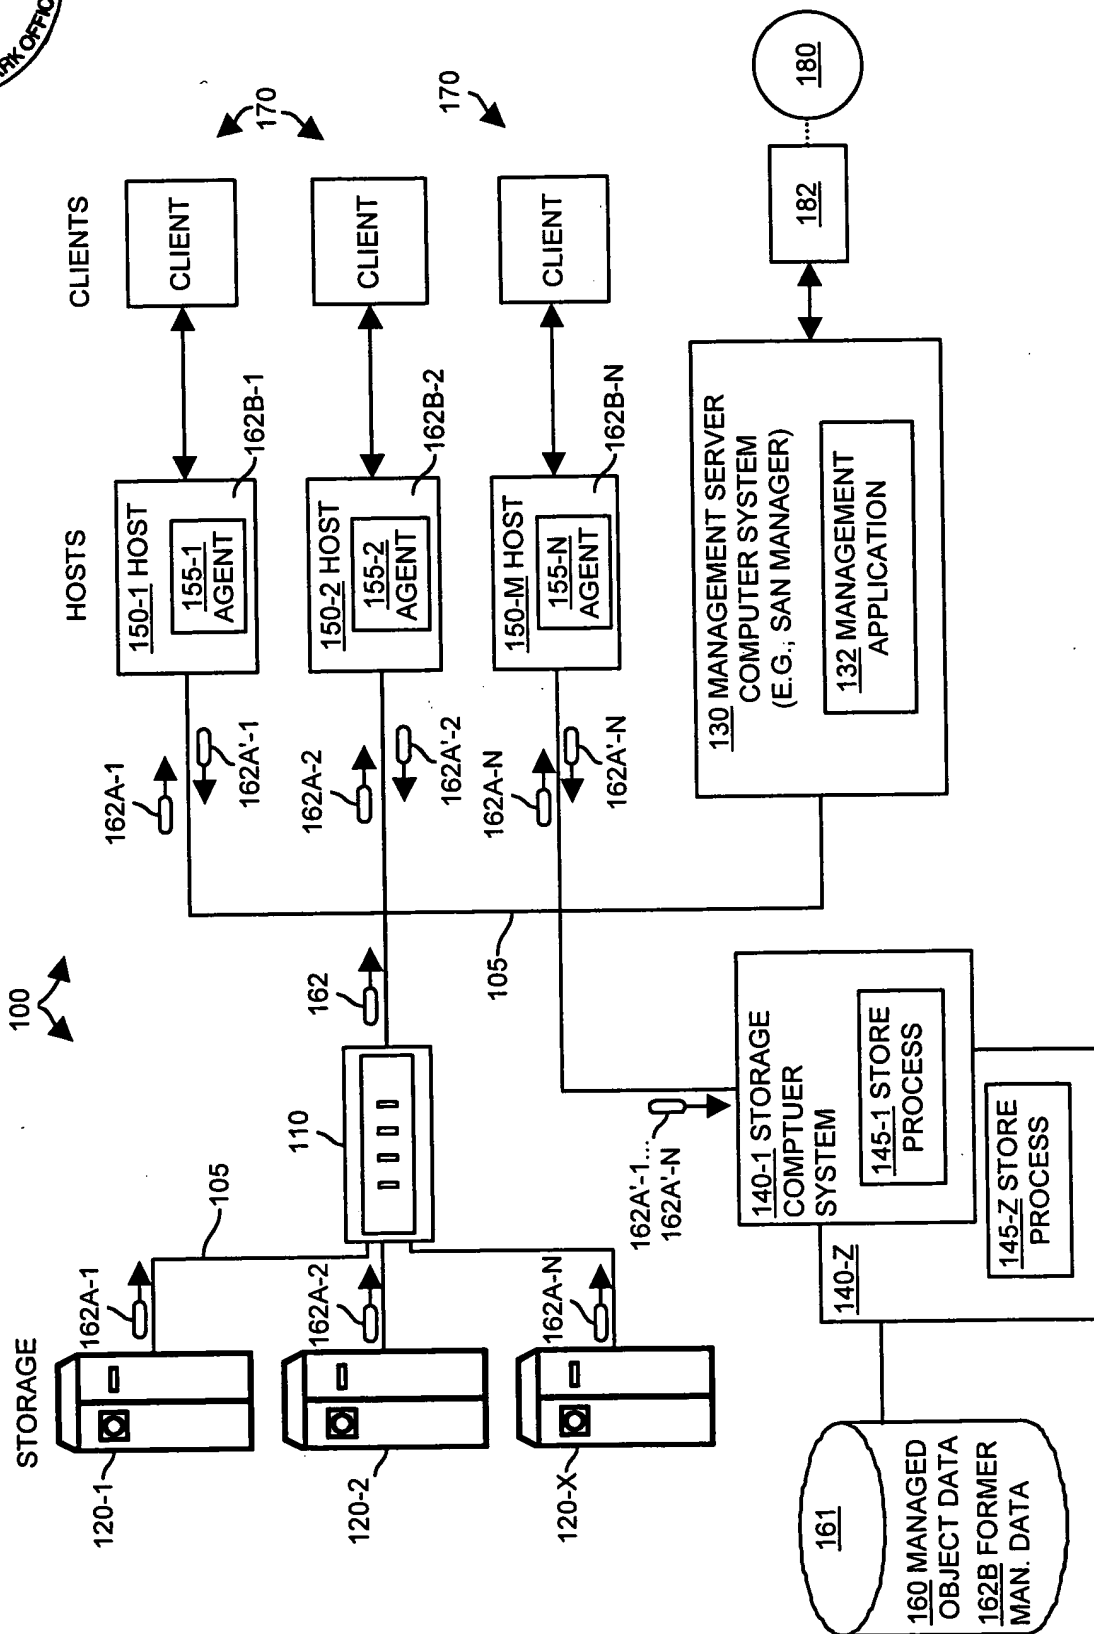 RK OFFIC
100
STORAGE
HOSTS
CLIENTS
120-1
162A-1
105
162A-1
162A'-1
150-1 HOST
155-1
AGENT
162B-1
CLIENT
170
110
162
120-2
162A-2
162A-2
162A'-2
150-2 HOST
155-2
AGENT
162B-2
CLIENT
170
120-X
162A-N
105
162A-N
162A'-N
150-M HOST
155-N
AGENT
162B-N
CLIENT
162A'-1...
162A'-N
130 MANAGEMENT SERVER
COMPUTER SYSTEM
(E.G., SAN MANAGER)
132 MANAGEMENT
APPLICATION
182
180
140-1 STORAGE
COMPTUER
SYSTEM
145-1 STORE
PROCESS
140-Z
145-Z STORE
PROCESS
161
160 MANAGED
OBJECT DATA
162B FORMER
MAN. DATA